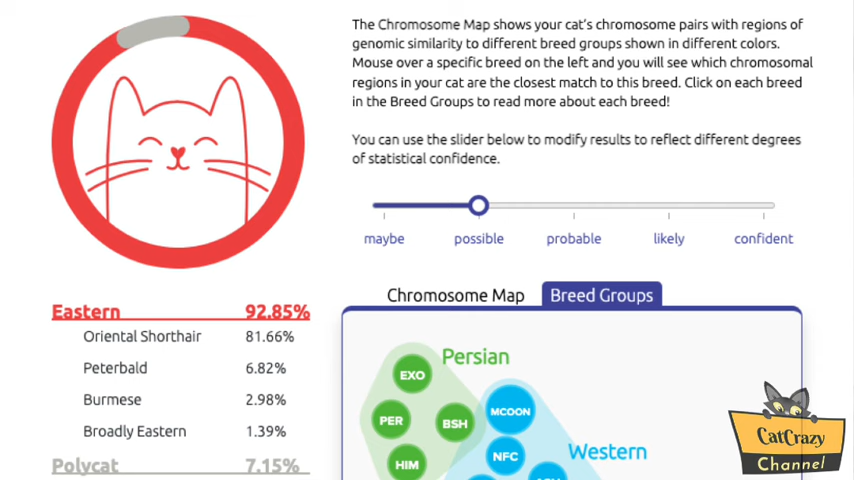 The Chromosome Map shows your cat's chromosome pairs with regions of
genomic similarity to different breed groups shown in different colors.
Mouse over a specific breed on the left and you will see which chromosomal
regions in your cat are the closest match to this breed. Click on each breed
in the Breed Groups to read more about each breed!
You can use the slider below to modify results to reflect different degrees
of statistical confidence.
maybe possible probable likely confident
Eastern 92.85%
Oriental Shorthair 81.66%
Peterbald 6.82%
Burmese 2.98%
Broadly Eastern 1.39%
Polycat 7.15%
Chromosome Map Breed Groups
Persian
EXO
PER
BSH
HIM
MCOON
NFC
Western
CatCrazy
Channel